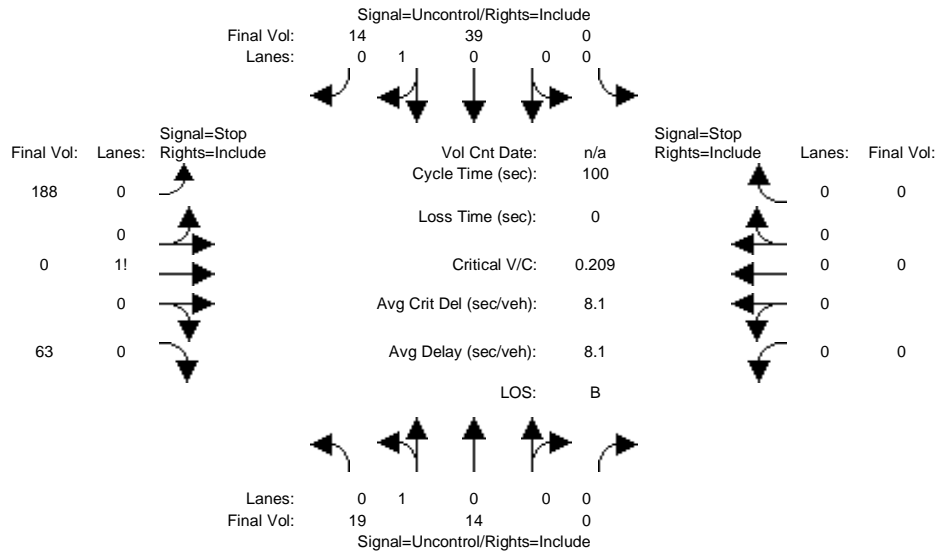 Signal=Uncontrol/Rights=Include
Final Vol: 14 39 0
Lanes: 0 1 0 0 0
Signal=Stop Signal=Stop
Final Vol: Lanes: Rights=Include Vol Cnt Date: n/a Rights=Include Lanes: Final Vol:
Cycle Time (sec): 100
188 0 0 0
Loss Time (sec): 0
0 0
0 1! Critical V/C: 0.209 0 0
0 Avg Crit Del (sec/veh): 8.1 0
63 0 Avg Delay (sec/veh): 8.1 0 0
LOS: B
Lanes: 0 1 0 0 0
Final Vol: 19 14 0
Signal=Uncontrol/Rights=Include